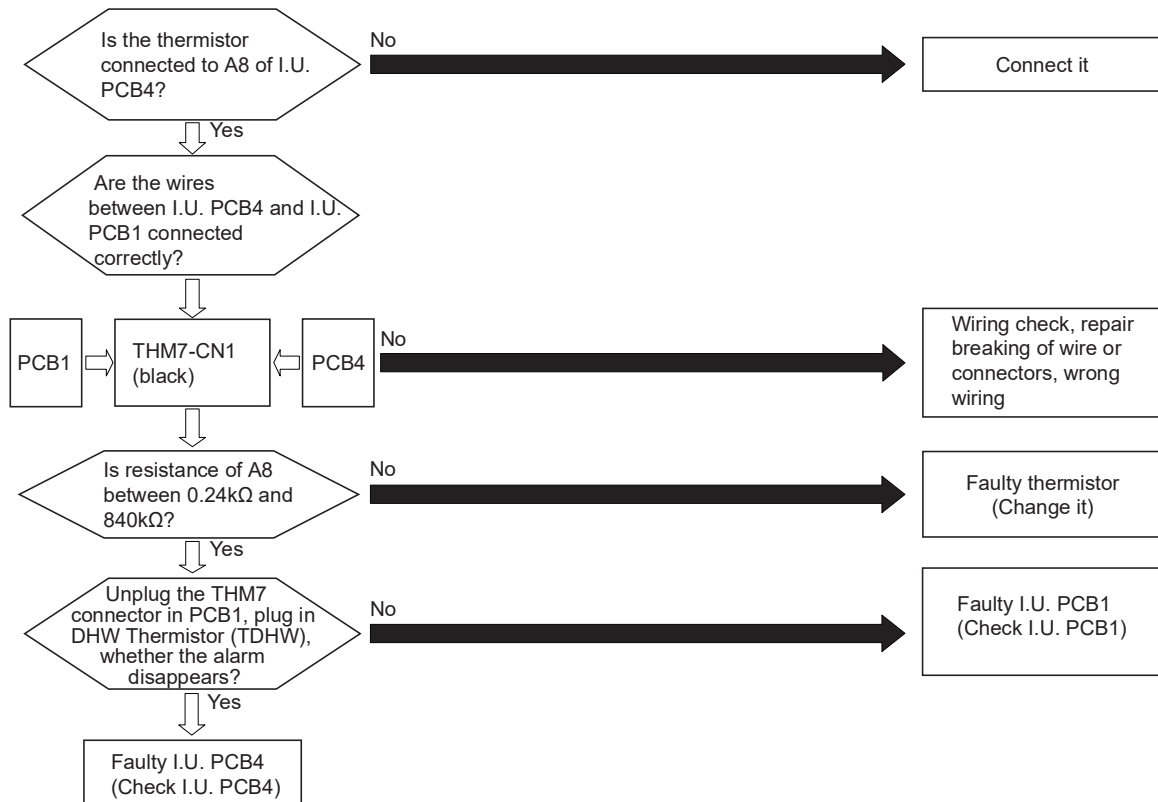 Is the thermistor
connected to A8 of I.U.
PCB4?
No
Connect it
Yes
Are the wires
between I.U. PCB4 and I.U.
PCB1 connected
correctly?
PCB1
THM7-CN1
(black)
PCB4
No
Wiring check, repair
breaking of wire or
connectors, wrong
wiring
Is resistance of A8
between 0.24kΩ and
840kΩ?
No
Faulty thermistor
(Change it)
Yes
Unplug the THM7
connector in PCB1, plug in
DHW Thermistor (TDHW),
whether the alarm
disappears?
No
Faulty I.U. PCB1
(Check I.U. PCB1)
Yes
Faulty I.U. PCB4
(Check I.U. PCB4)